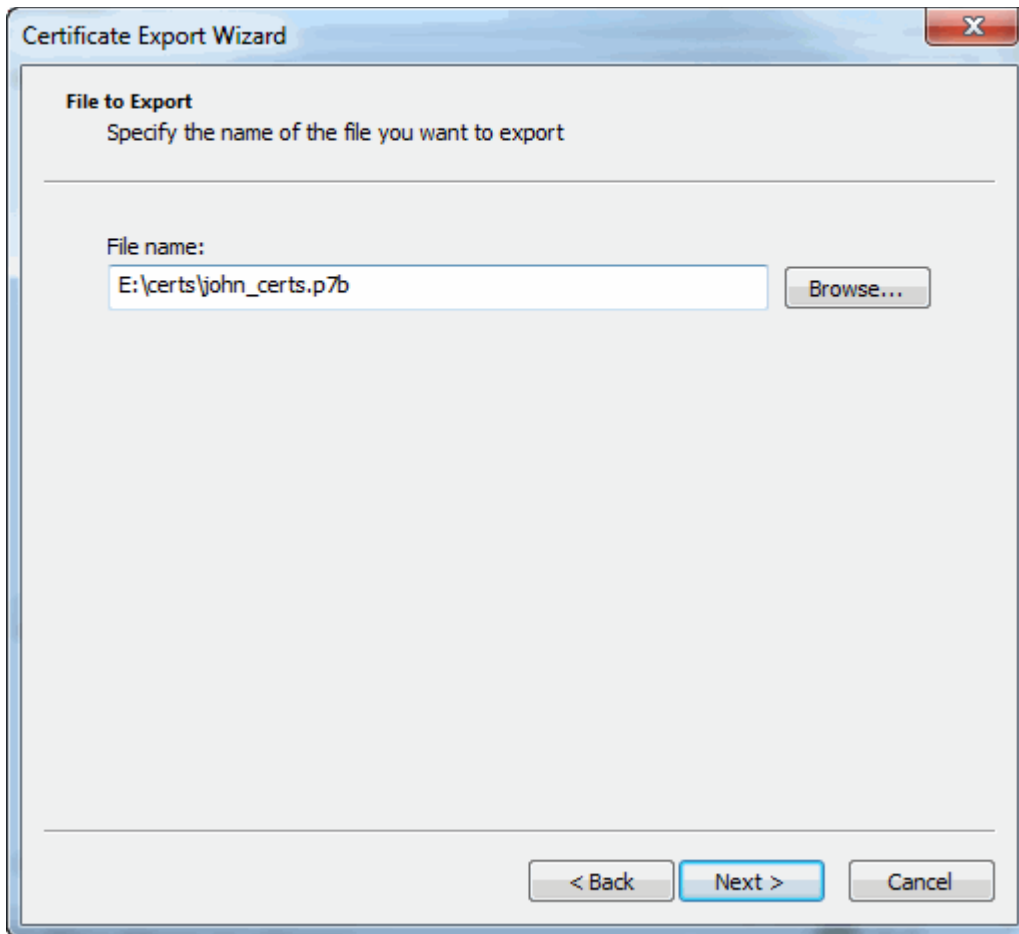 Certificate Export Wizard
File to Export
Specify the name of the file you want to export
File name:
E:\certs\john_certs.p7b
Browse...
< Back
Next >
Cancel